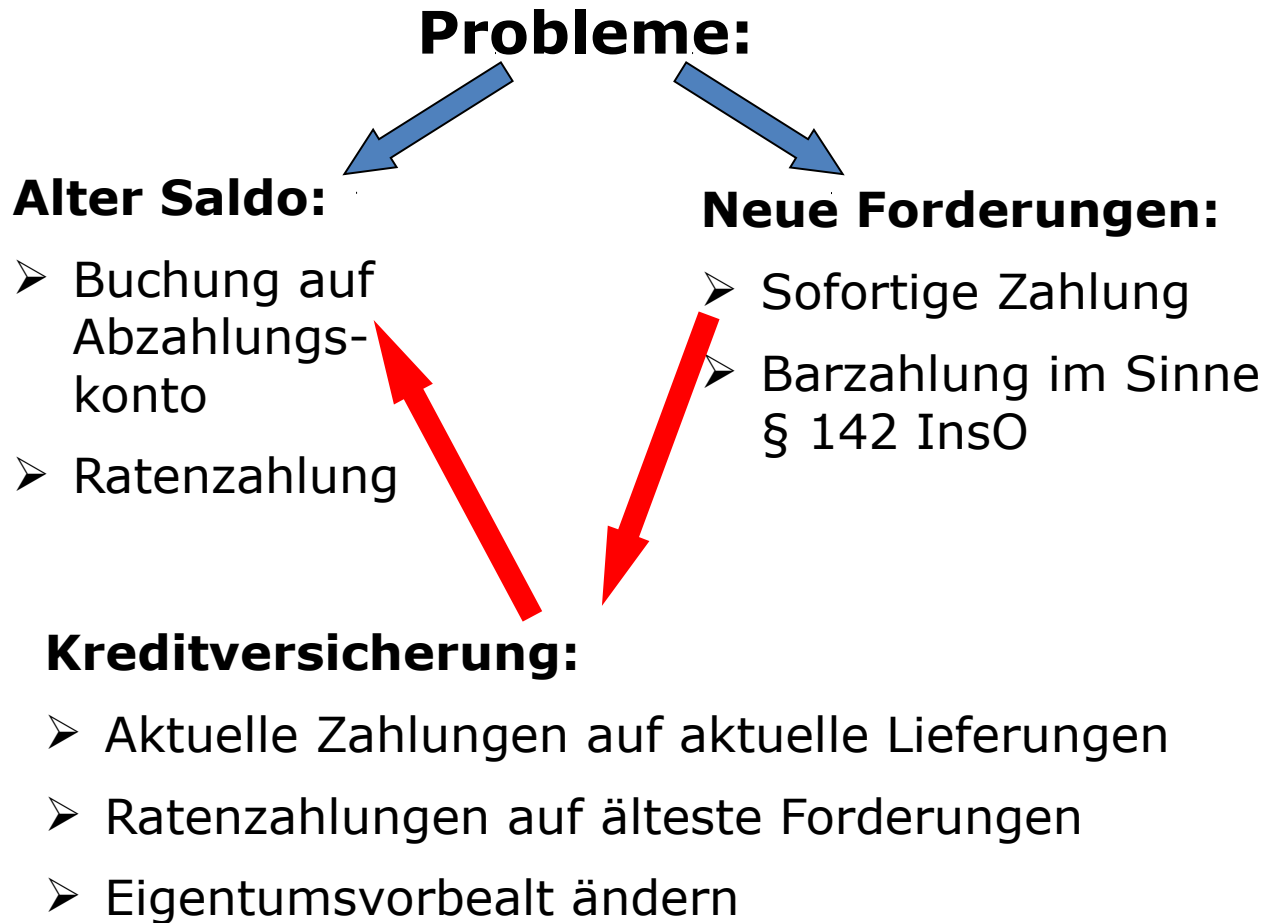 Probleme:
Alter Saldo:
➢ Buchung auf
Abzahlungs-
konto
➢ Ratenzahlung
Neue Forderungen:
➢ Sofortige Zahlung
➢ Barzahlung im Sinne
§ 142 InsO
Kreditversicherung:
➢ Aktuelle Zahlungen auf aktuelle Lieferungen
➢ Ratenzahlungen auf älteste Forderungen
➢ Eigentumsvorbealt ändern